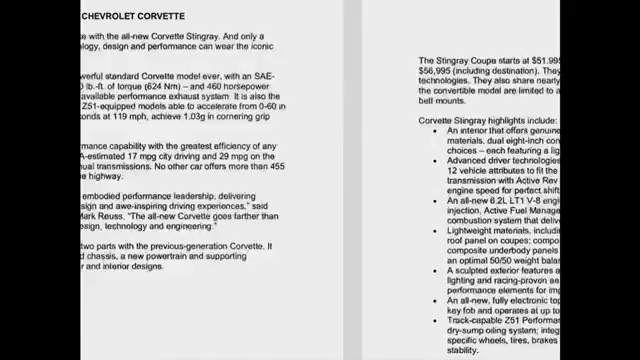 CHEVROLET CORVETTE
with the all-new Corvette Stingray. And only a
design and performance can wear the iconic
standard Corvette model ever, with an SAE-
lb.-ft. of torque (624 Nm) – and 460 horsepower
available performance exhaust system. It is also the
Z51-equipped models able to accelerate from 0-60 in
at 119 mph, achieve 1.03g in cornering grip
capability with the greatest efficiency of any
17 mpg city driving and 29 mpg on the
transmissions. No other car offers more than 455
highway.
embodied performance leadership, delivering
and awe-inspiring driving experiences,” said
Mark Reuss. “The all-new Corvette goes farther than
technology and engineering.”
two parts with the previous-generation Corvette. It
chassis, a new powertrain and supporting
and interior designs.
The Stingray Coupe starts at $51,995
$56,995 (including destination). They
technologies. They also share nearly
the convertible model are limited to a
belt mounts.
Corvette Stingray highlights include:
• An interior that offers genuine
materials, dual eight-inch con
choices – each featuring a lig
• Advanced driver technologies
12 vehicle attributes to fit the
transmission with Active Rev
engine speed for perfect shift
• An all-new 6.2L LT1 V-8 engi
injection, Active Fuel Manage
combustion system that deliver
• Lightweight materials, includi
roof panel on coupes; compo
composite underbody panels
an optimal 50/50 weight balan
• A sculpted exterior features a
lighting and racing-proven ae
performance elements for imp
• An all-new, fully electronic top
key fob and operates at up to
• Track-capable Z51 Performan
dry-sump oiling system; integ
specific wheels, tires, brakes
stability.